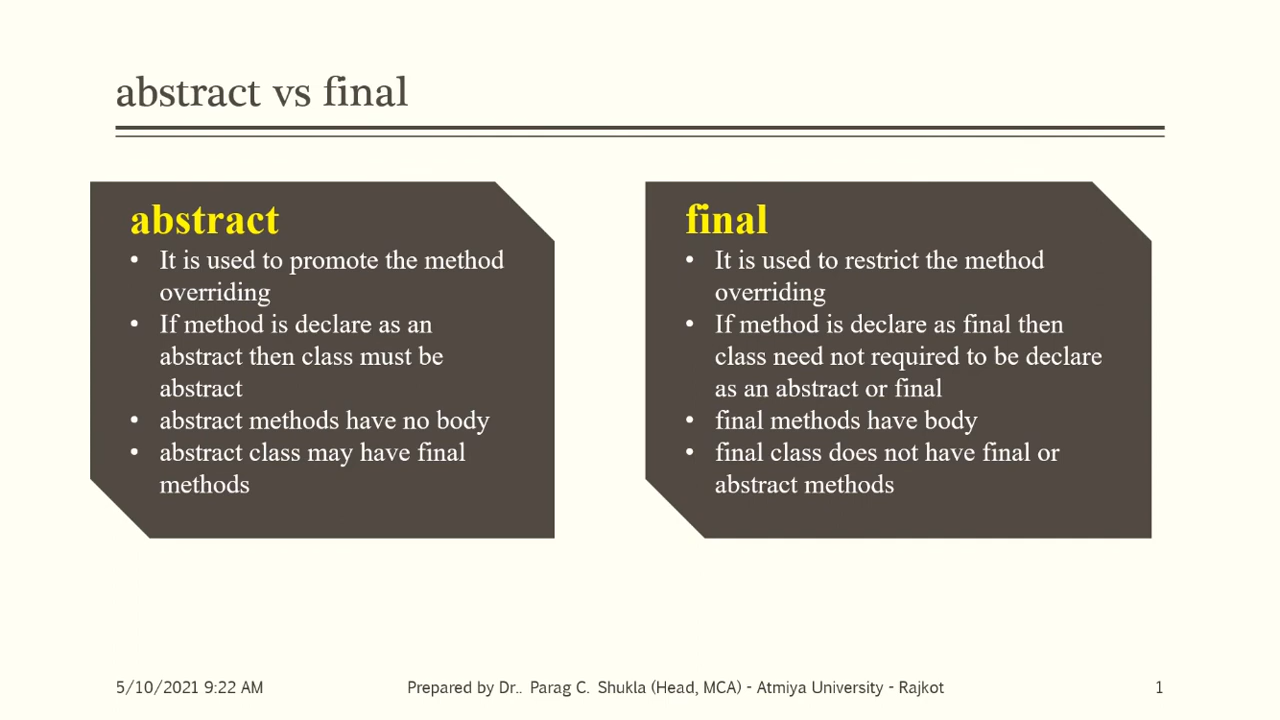 abstract vs final
abstract
• It is used to promote the method
overriding
• If method is declare as an
abstract then class must be
abstract
• abstract methods have no body
• abstract class may have final
methods
final
• It is used to restrict the method
overriding
• If method is declare as final then
class need not required to be declare
as an abstract or final
• final methods have body
• final class does not have final or
abstract methods
5/10/2021 9:22 AM
Prepared by Dr.. Parag C. Shukla (Head, MCA) - Atmiya University - Rajkot
1